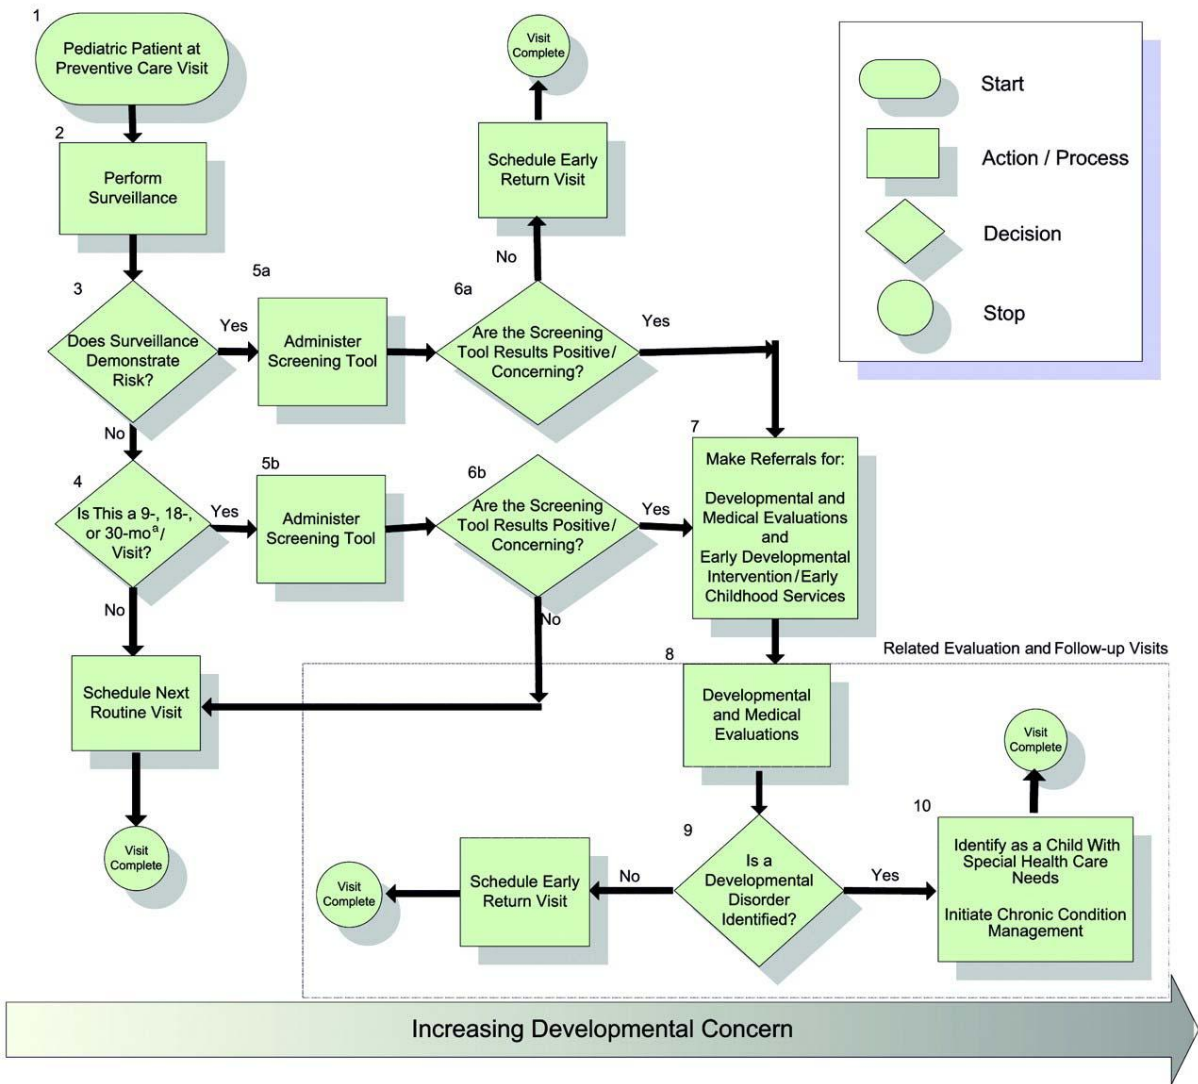 1
Pediatric Patient at
Preventive Care Visit
2
Perform
Surveillance
3
Does Surveillance
Demonstrate
Risk?
Yes
No
5a
Administer
Screening Tool
6a
Are the Screening
Tool Results Positive/
Concerning?
Yes
No
Schedule Early
Return Visit
Visit
Complete
4
Is This a 9-, 18-,
or 30-moᵃ/
Visit?
Yes
No
5b
Administer
Screening Tool
6b
Are the Screening
Tool Results Positive/
Concerning?
Yes
No
Schedule Next
Routine Visit
Visit
Complete
7
Make Referrals for:
Developmental and
Medical Evaluations
and
Early Developmental
Intervention/Early
Childhood Services
Related Evaluation and Follow-up Visits
8
Developmental
and Medical
Evaluations
9
Is a
Developmental
Disorder
Identified?
No
Schedule Early
Return Visit
Visit
Complete
Yes
10
Identify as a Child With
Special Health Care
Needs
Initiate Chronic Condition
Management
Visit
Complete
Start
Action / Process
Decision
Stop
Increasing Developmental Concern